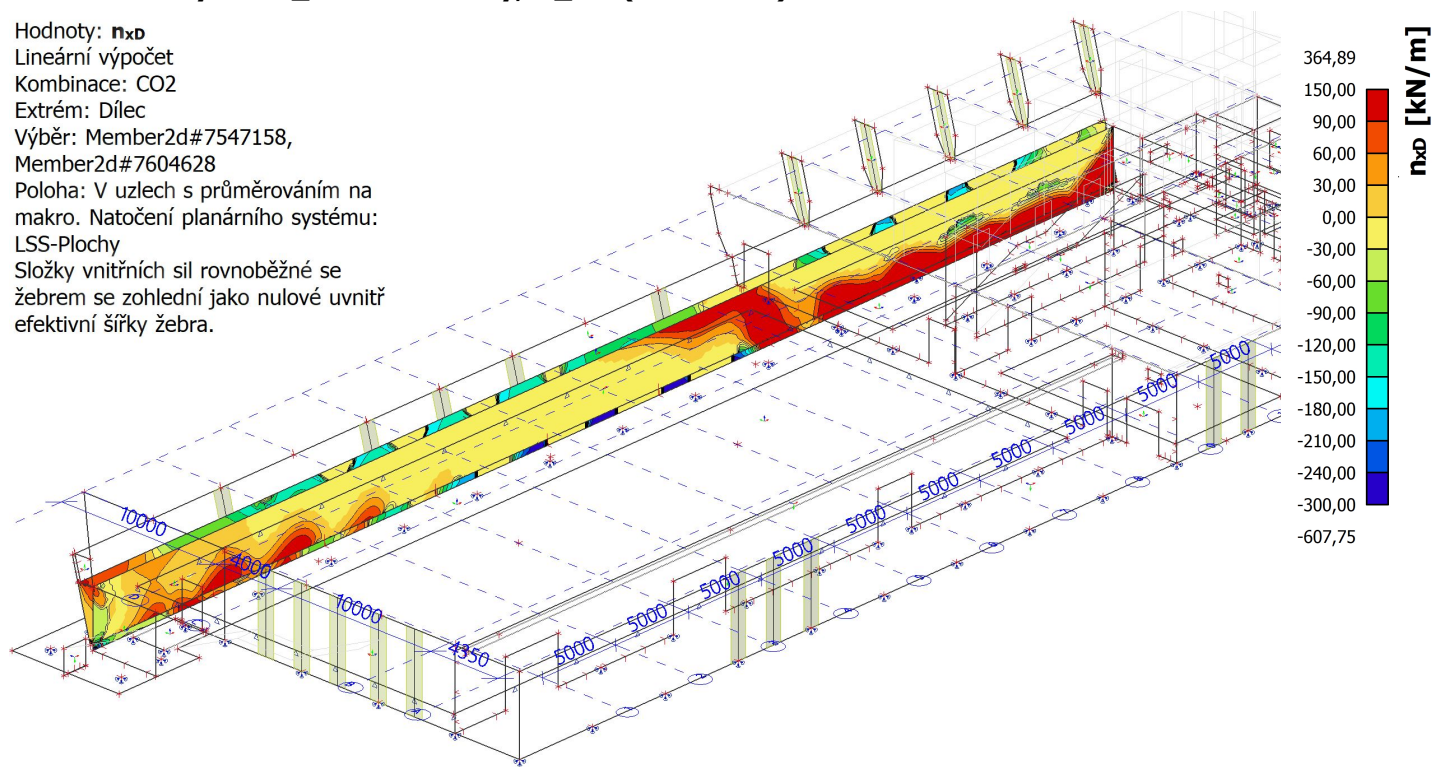 Hodnoty: nxD
Lineární výpočet
Kombinace: CO2
Extrém: Dílec
Výběr: Member2d#7547158,
Member2d#7604628
Poloha: V uzlech s průměrováním na
makro. Natočení planárního systému:
LSS-Plochy
Složky vnitřních sil rovnoběžné se
žebrem se zohlední jako nulové uvnitř
efektivní šířky žebra.
364,89
150,00
90,00
60,00
30,00
0,00
-30,00
-60,00
-90,00
-120,00
-150,00
-180,00
-210,00
-240,00
-300,00
-607,75
nxD [kN/m]
10000
4000
10000
4350
5000
5000
5000
5000
5000
5000
5000
5000
5000
5000